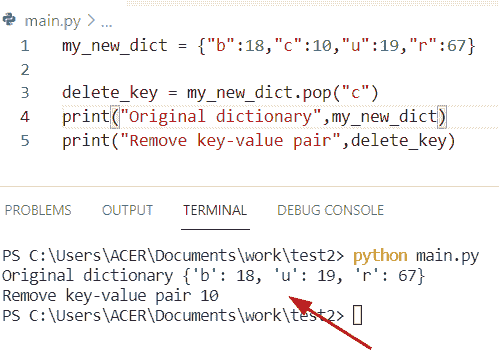 main.py > ...
1 my_new_dict = {"b":18,"c":10,"u":19,"r":67}
2
3 delete_key = my_new_dict.pop("c")
4 print("Original dictionary",my_new_dict)
5 print("Remove key-value pair",delete_key)
PROBLEMS OUTPUT TERMINAL DEBUG CONSOLE
PS C:\Users\ACER\Documents\work\test2> python main.py
Original dictionary {'b': 18, 'u': 19, 'r': 67}
Remove key-value pair 10
PS C:\Users\ACER\Documents\work\test2>